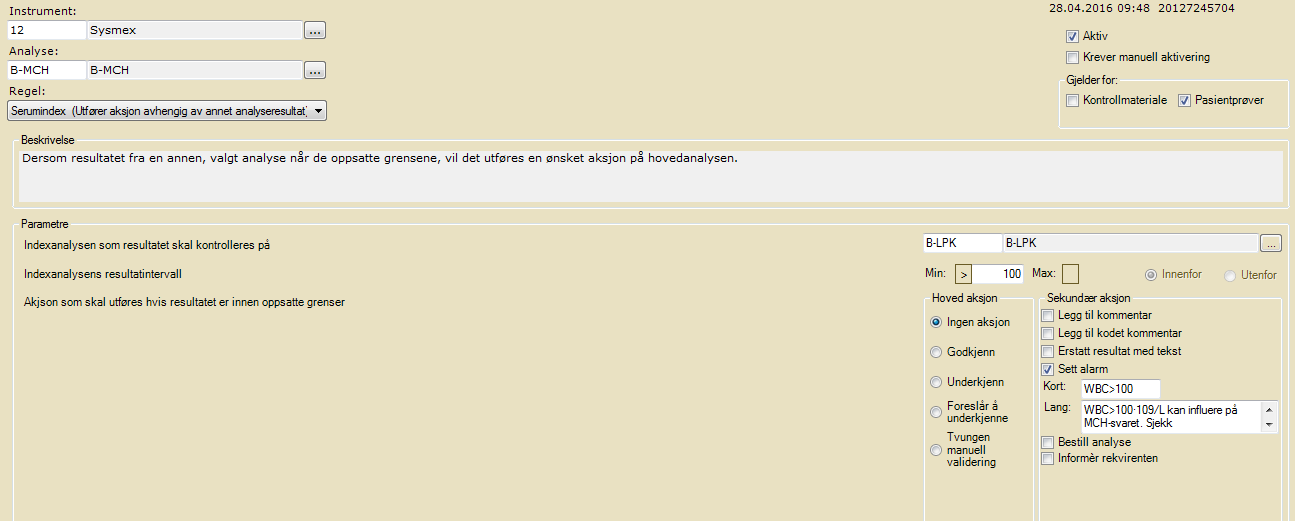 Instrument:
28.04.2016 09:48 20127245704
12 Sysmex ...
Aktiv
Analyse:
Krever manuell aktivering
B-MCH B-MCH ...
Gjelder for:
Regel:
Kontrollmateriale Pasientprøver
Serumindex (Utfører aksjon avhengig av annet analyseresultat)
Beskrivelse
Dersom resultatet fra en annen, valgt analyse når de oppsatte grensene, vil det utføres en ønsket aksjon på hovedanalysen.
Parametre
Indexanalysen som resultatet skal kontrolleres på B-LPK B-LPK ...
Indexanalysens resultatintervall Min: > 100 Max: Innenfor Utenfor
Akjson som skal utføres hvis resultatet er innen oppsatte grenser
Hoved aksjon
Ingen aksjon
Godkjenn
Underkjenn
Foreslår å
underkjenne
Tvungen
manuell
validering
Sekundær aksjon
Legg til kommentar
Legg til kodet kommentar
Erstatt resultat med tekst
Sett alarm
Kort: WBC>100
Lang: WBC>100·109/L kan influere på
MCH-svaret. Sjekk
Bestill analyse
Informèr rekvirenten